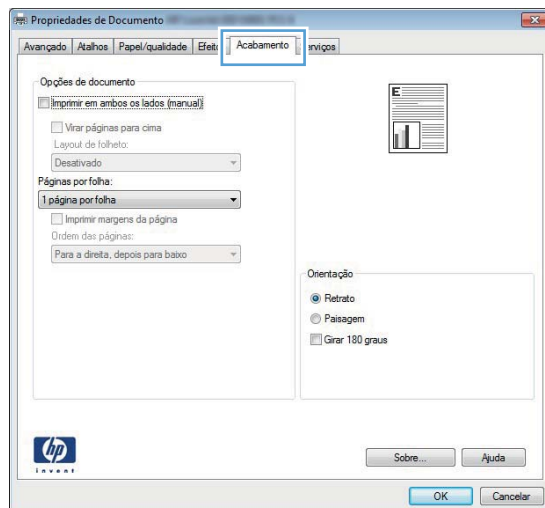 Propriedades de Documento
Avançado Atalhos Papel/qualidade Acabamento
Opções de documento
Imprimir em ambos os lados (manual)
Virar páginas para cima
Layout de folheto:
Desativado
Páginas por folha:
1 página por folha
Imprimir margens da página
Ordem das páginas:
Para a direita, depois para baixo
E
Orientação
Retrato
Paisagem
Girar 180 graus
hp
invent
Sobre... Ajuda
OK Cancelar